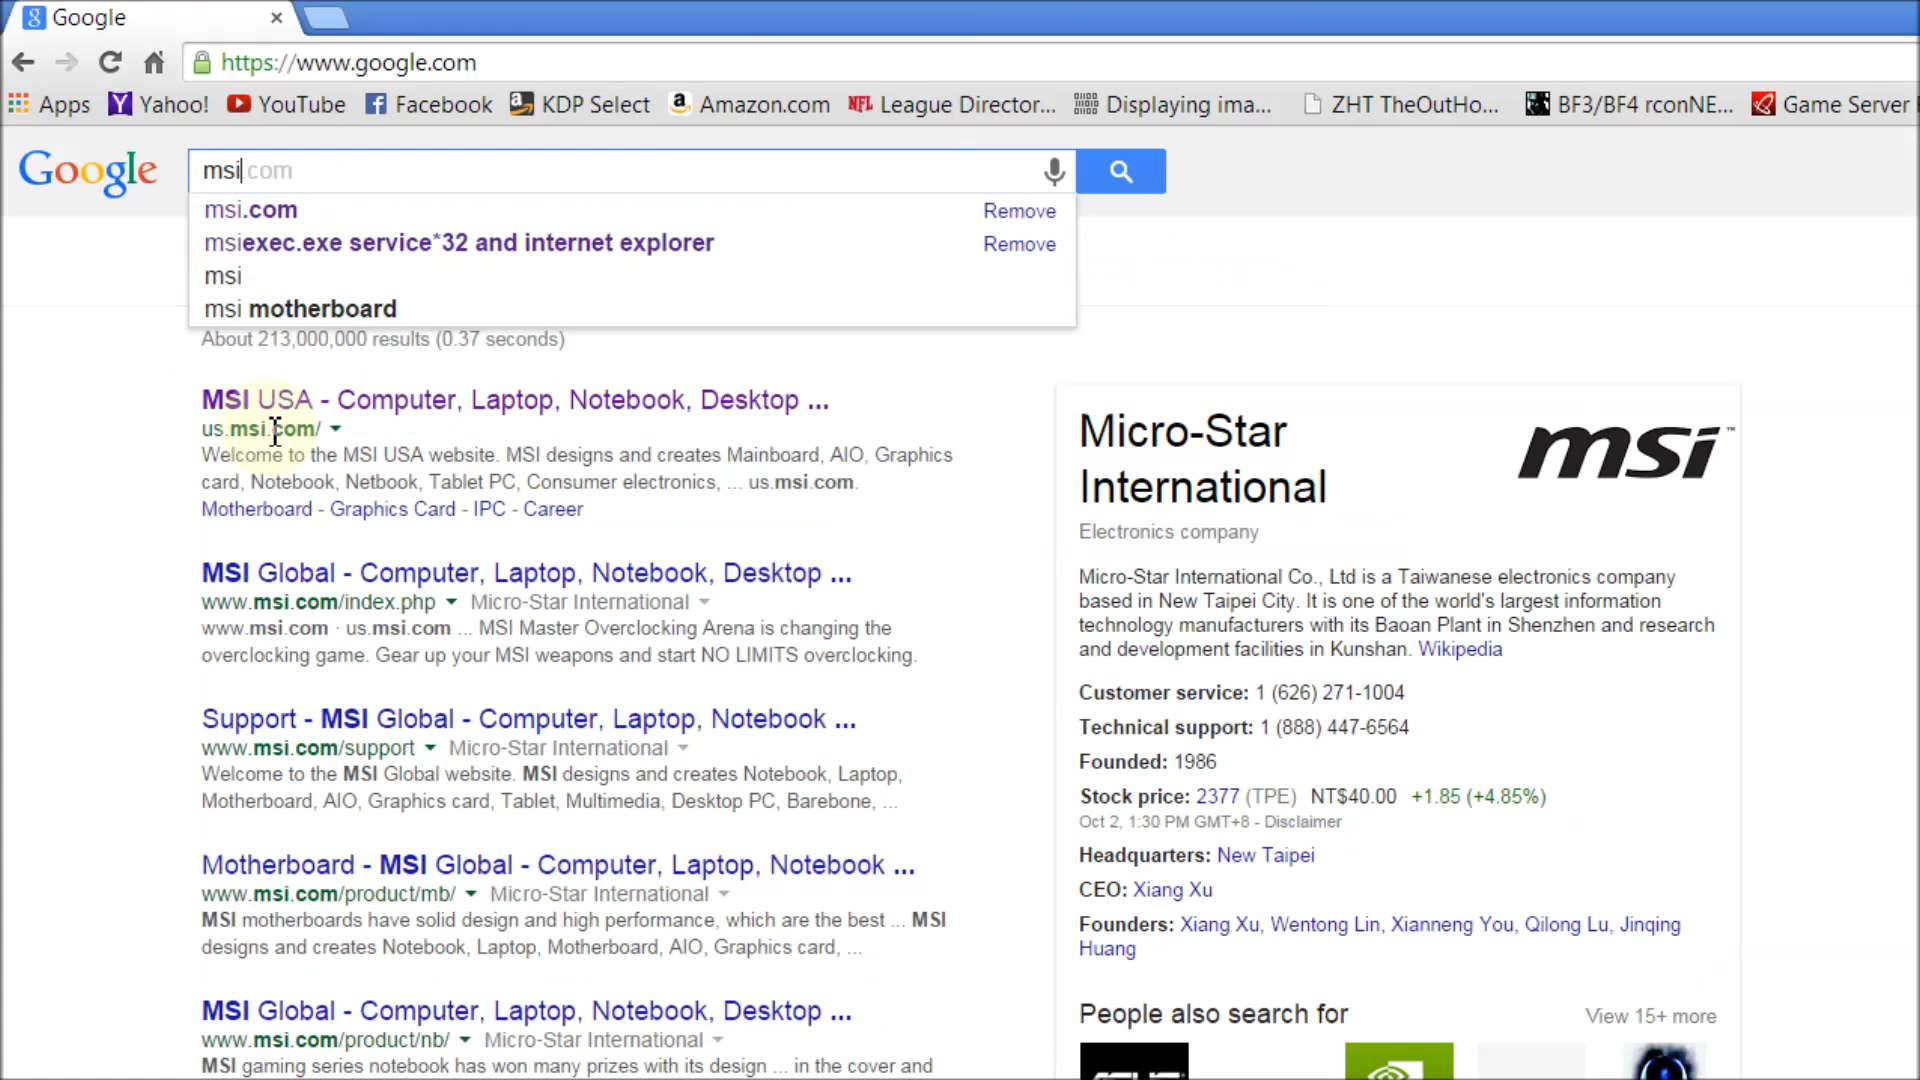 Google
https://www.google.com
Apps Yahoo! YouTube Facebook KDP Select Amazon.com NFL League Director... Displying ima... ZHT TheOutHo... BF3/BF4 rconNE... Game Server
Google
msi.com
msi.com Remove
msiexec.exe service*32 and internet explorer Remove
msi
msi motherboard
About 213,000,000 results (0.37 seconds)
MSI USA - Computer, Laptop, Notebook, Desktop ...
us.msi.com/
Welcome to the MSI USA website. MSI designs and creates Mainboard, AIO, Graphics
card, Notebook, Netbook, Tablet PC, Consumer electronics, ... us.msi.com.
Motherboard - Graphics Card - IPC - Career
MSI Global - Computer, Laptop, Notebook, Desktop ...
www.msi.com/index.php Micro-Star International
www.msi.com · us.msi.com ... MSI Master Overclocking Arena is changing the
overclocking game. Gear up your MSI weapons and start NO LIMITS overclocking.
Support - MSI Global - Computer, Laptop, Notebook ...
www.msi.com/support Micro-Star International
Welcome to the MSI Global website. MSI designs and creates Notebook, Laptop,
Motherboard, AIO, Graphics card, Tablet, Multimedia, Desktop PC, Barebone, ...
Motherboard - MSI Global - Computer, Laptop, Notebook ...
www.msi.com/product/mb/ Micro-Star International
MSI motherboards have solid design and high performance, which are the best ... MSI
designs and creates Notebook, Laptop, Motherboard, AIO, Graphics card, ...
MSI Global - Computer, Laptop, Notebook, Desktop ...
www.msi.com/product/nb/ Micro-Star International
MSI gaming series notebook has won many prizes with its design ... in the cover and
Micro-Star
International
msi™
Electronics company
Micro-Star International Co., Ltd is a Taiwanese electronics company
based in New Taipei City. It is one of the world's largest information
technology manufacturers with its Baoan Plant in Shenzhen and research
and development facilities in Kunshan. Wikipedia
Customer service: 1 (626) 271-1004
Technical support: 1 (888) 447-6564
Founded: 1986
Stock price: 2377 (TPE) NT$40.00 +1.85 (+4.85%)
Oct 2, 1:30 PM GMT+8 - Disclaimer
Headquarters: New Taipei
CEO: Xiang Xu
Founders: Xiang Xu, Wentong Lin, Xianneng You, Qilong Lu, Jinqing
Huang
People also search for View 15+ more